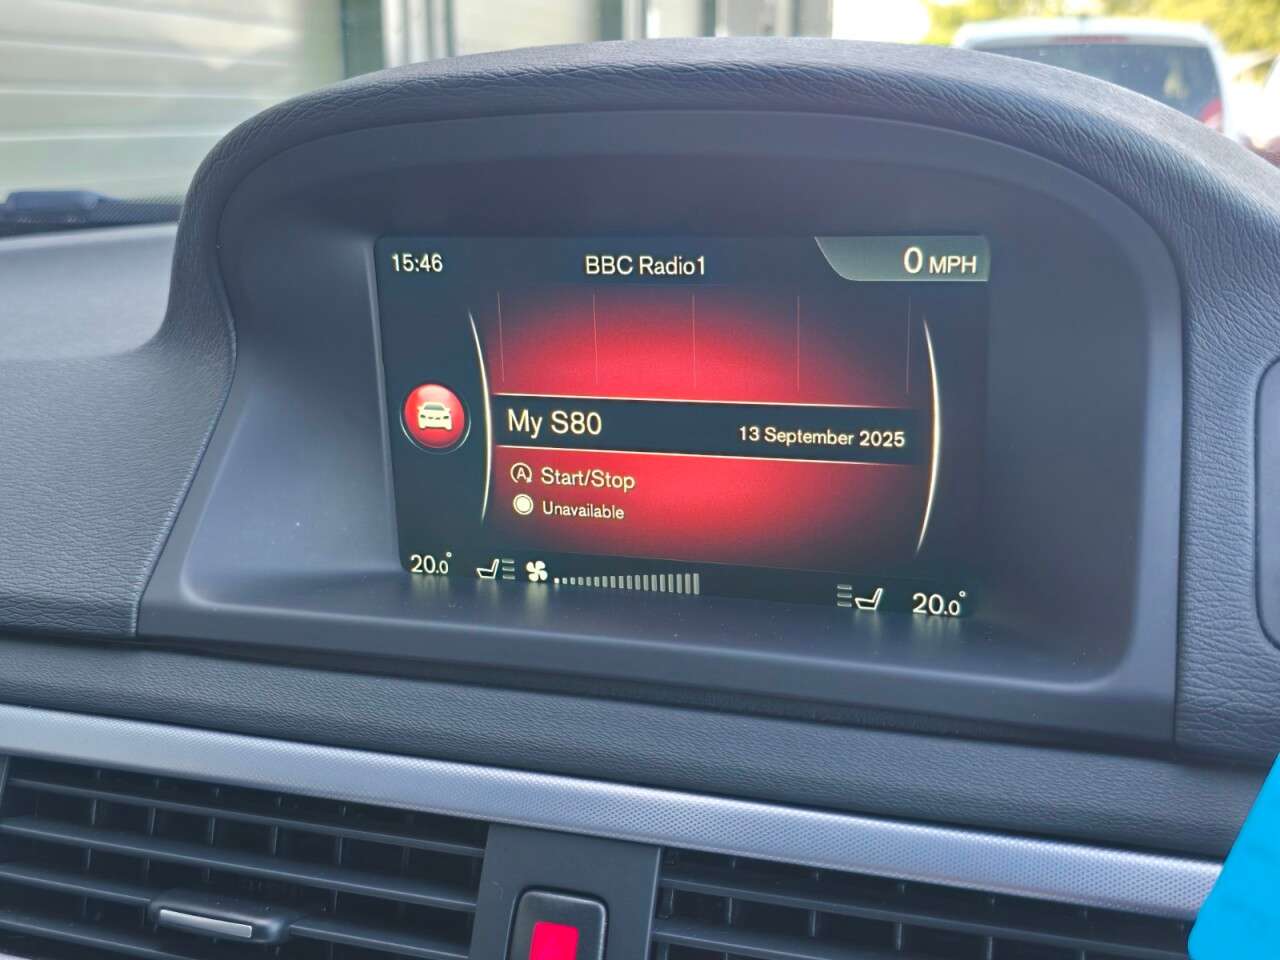 15:46
BBC Radio1
0 MPH
My S80
13 September 2025
A Start/Stop
Unavailable
20.0°
20.0°